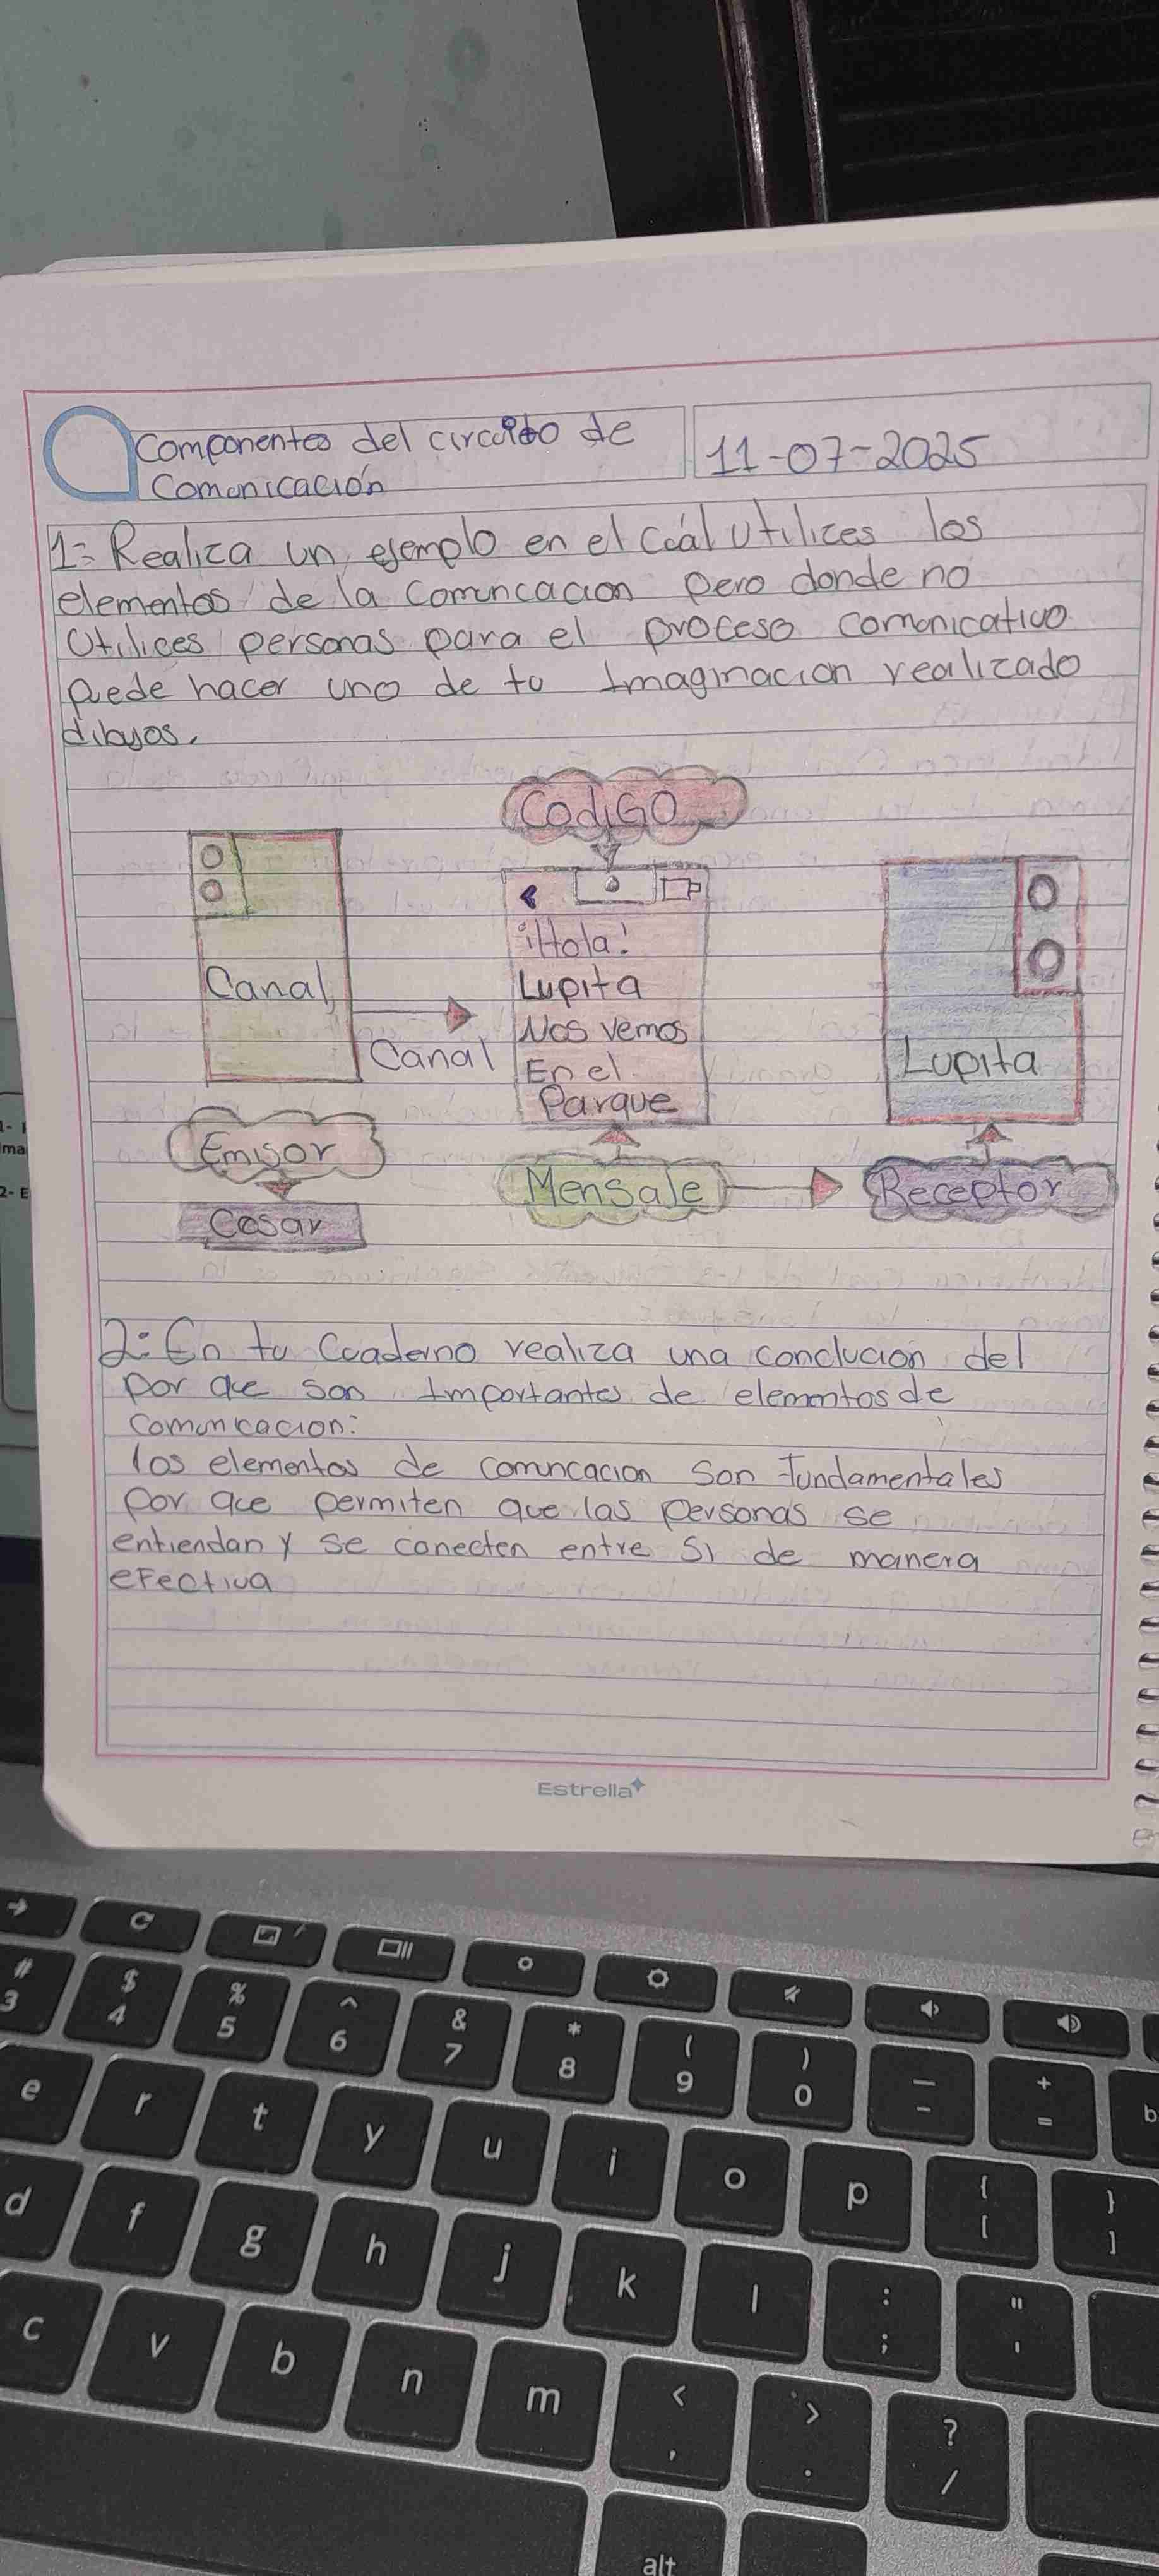 Componentes del circuito de
Comunicación
11-07-2025
1= Realiza un ejemplo en el Cuál utilices los
elementos de la Comuncacion pero donde no
Utilices personas para el proceso comunicativo
puede hacer uno de tu Imaginacion realizado
dibujos.
CodiGO
¡Hola!
Lupita
Nos vemos
En el
Parque
Canal
Canal
Lupita
Emisor
Cesar
Mensaje
Receptor
2: En tu Cuaderno realiza una conclucion del
por que son Importantes de elementos de
comunicacion:
los elementos de comuncacion son fundamentales
por que permiten que las personas se
entiendan y se conecten entre Si de manera
eFectiva
Estrella
1-
ma
2- E
# 3
$ 4
% 5
^ 6
& 7
* 8
( 9
) 0
— -
+ =
b
e r t y u i o p { [ } ]
d f g h j k l : ; " '
c v b n m < , > . ? /
alt